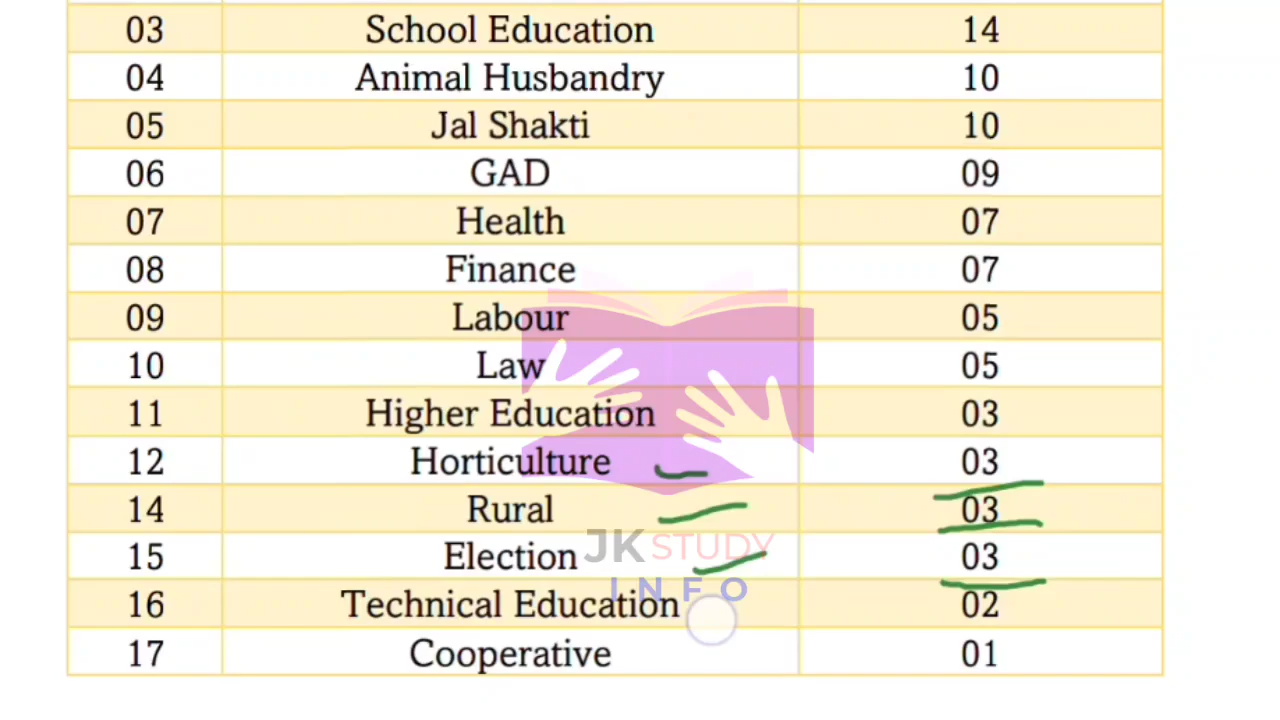 03 School Education 14
04 Animal Husbandry 10
05 Jal Shakti 10
06 GAD 09
07 Health 07
08 Finance 07
09 Labour 05
10 Law 05
11 Higher Education 03
12 Horticulture 03
14 Rural 03
JK STUDY
15 Election 03
INFO
16 Technical Education 02
17 Cooperative 01